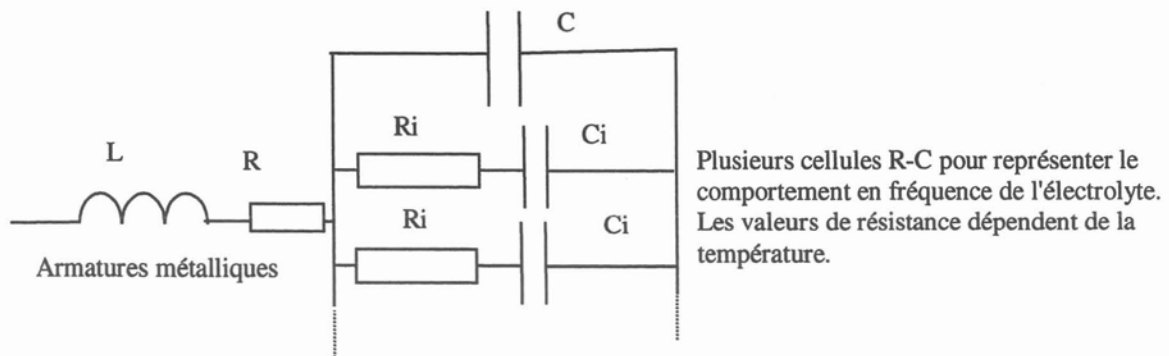 C
Ri
Ci
L
R
Ri
Ci
Armatures métalliques
Plusieurs cellules R-C pour représenter le
comportement en fréquence de l'électrolyte.
Les valeurs de résistance dépendent de la
température.